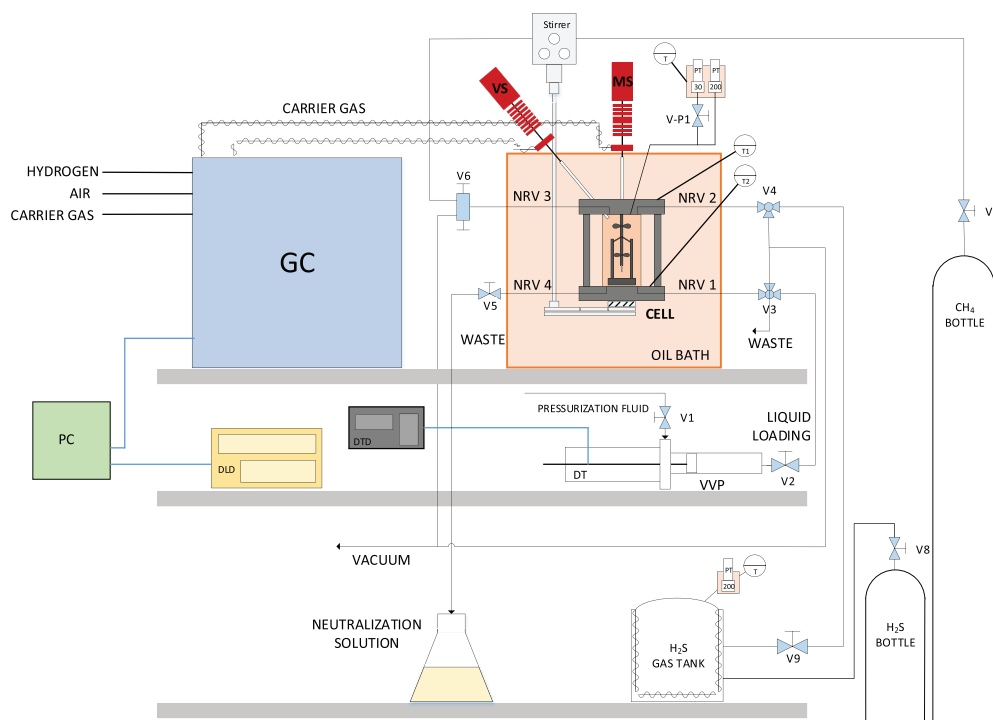 Stirrer
VS
MS
T
PT
30
PT
200
V-P1
CARRIER GAS
T1
T2
HYDROGEN
AIR
CARRIER GAS
GC
V6
NRV 3
NRV 2
V4
V
NRV 4
NRV 1
V5
V3
CELL
WASTE
WASTE
OIL BATH
CH₄
BOTTLE
PC
DLD
DTD
PRESSURIZATION FLUID
V1
LIQUID
LOADING
DT
VVP
V2
VACUUM
V8
PT
200
T
NEUTRALIZATION
SOLUTION
H₂S
GAS TANK
V9
H₂S
BOTTLE